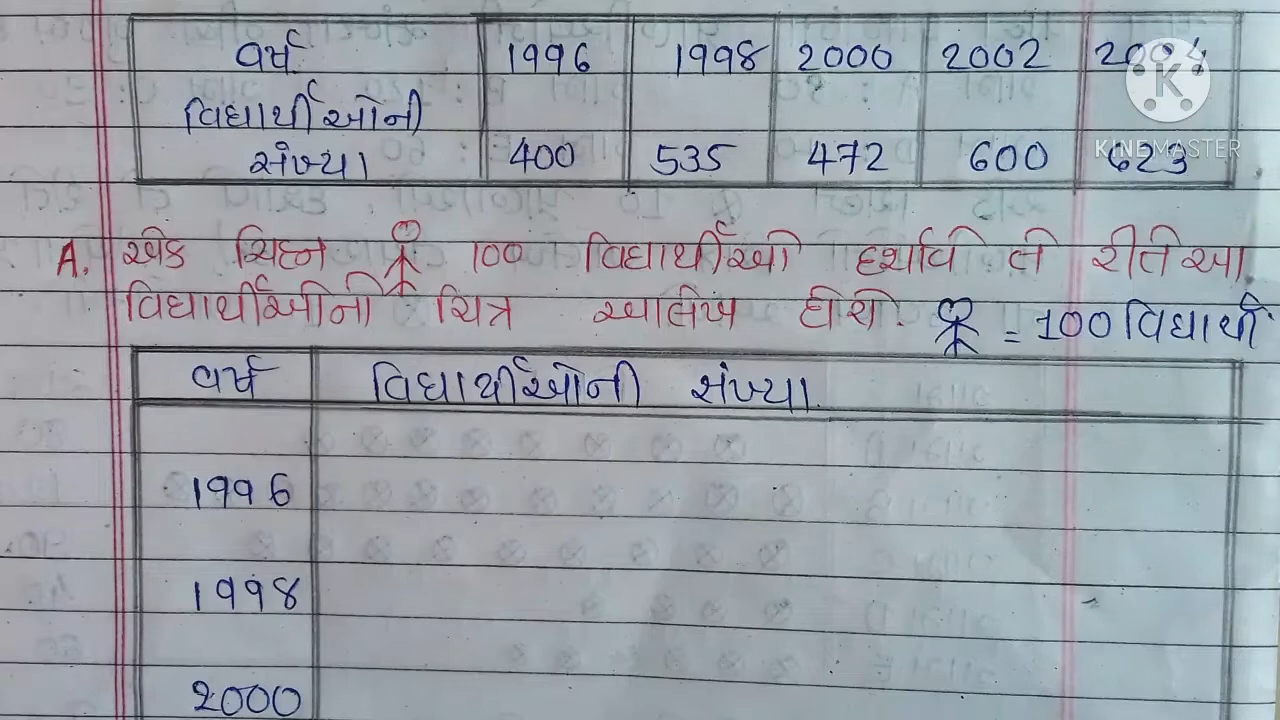 વર્ષ 1996 1998 2000 2002 2004
વિદ્યાર્થીઓની
સંખ્યા 400 535 472 600 623
KINEMASTER
A. એક ચિહ્ન 100 વિદ્યાર્થીઓ દર્શાવે તે રીતે આ
વિદ્યાર્થીઓનો ચિત્ર આલેખ દોરો. = 100 વિદ્યાર્થી
વર્ષ વિદ્યાર્થીઓની સંખ્યા
1996
1998
2000